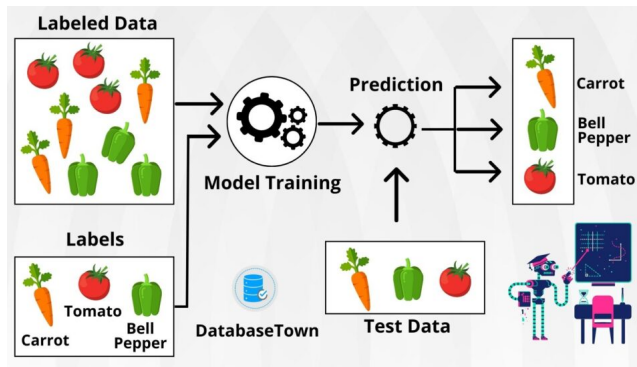 Labeled Data
Model Training
Prediction
Carrot
Bell
Pepper
Tomato
Labels
Carrot
Tomato
Bell
Pepper
DatabaseTown
Test Data